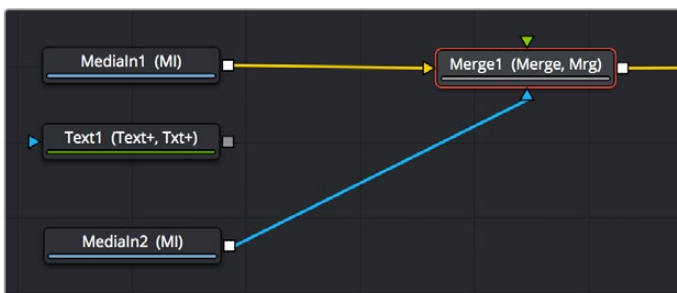 MediaIn1 (MI)
Merge1 (Merge, Mrg)
Text1 (Text+, Txt+)
MediaIn2 (MI)